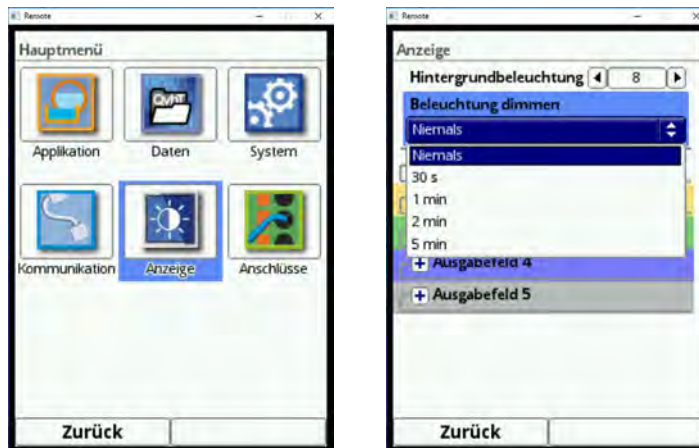 Remote
Hauptmenü
QVHT
Applikation
Daten
System
Kommunikation
Anzeige
Anschlüsse
Zurück
Remote
Anzeige
Hintergrundbeleuchtung 8
Beleuchtung dimmen
Niemals
Niemals
30 s
1 min
2 min
5 min
Ausgabefeld 4
Ausgabefeld 5
Zurück